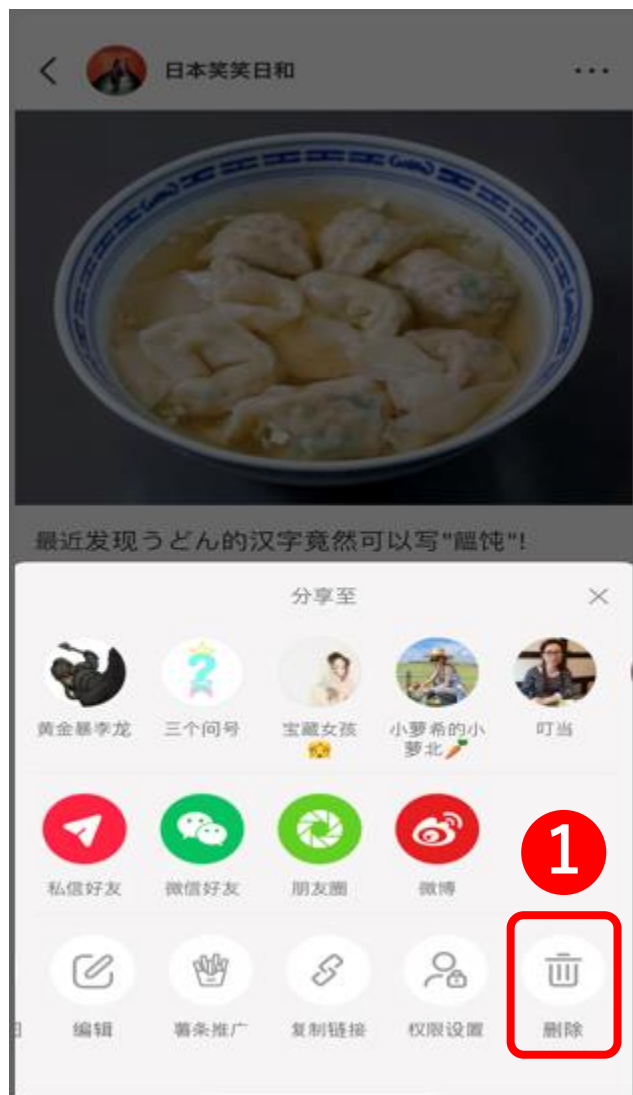 日本笑笑日和
最近发现うどん的汉字竟然可以写"饂饨"!
分享至
黄金暴李龙
三个问号
宝藏女孩
小萝希的小
萝北🥕
叮当
1
私信好友
微信好友
朋友圈
微博
编辑
薯条推广
复制链接
权限设置
删除